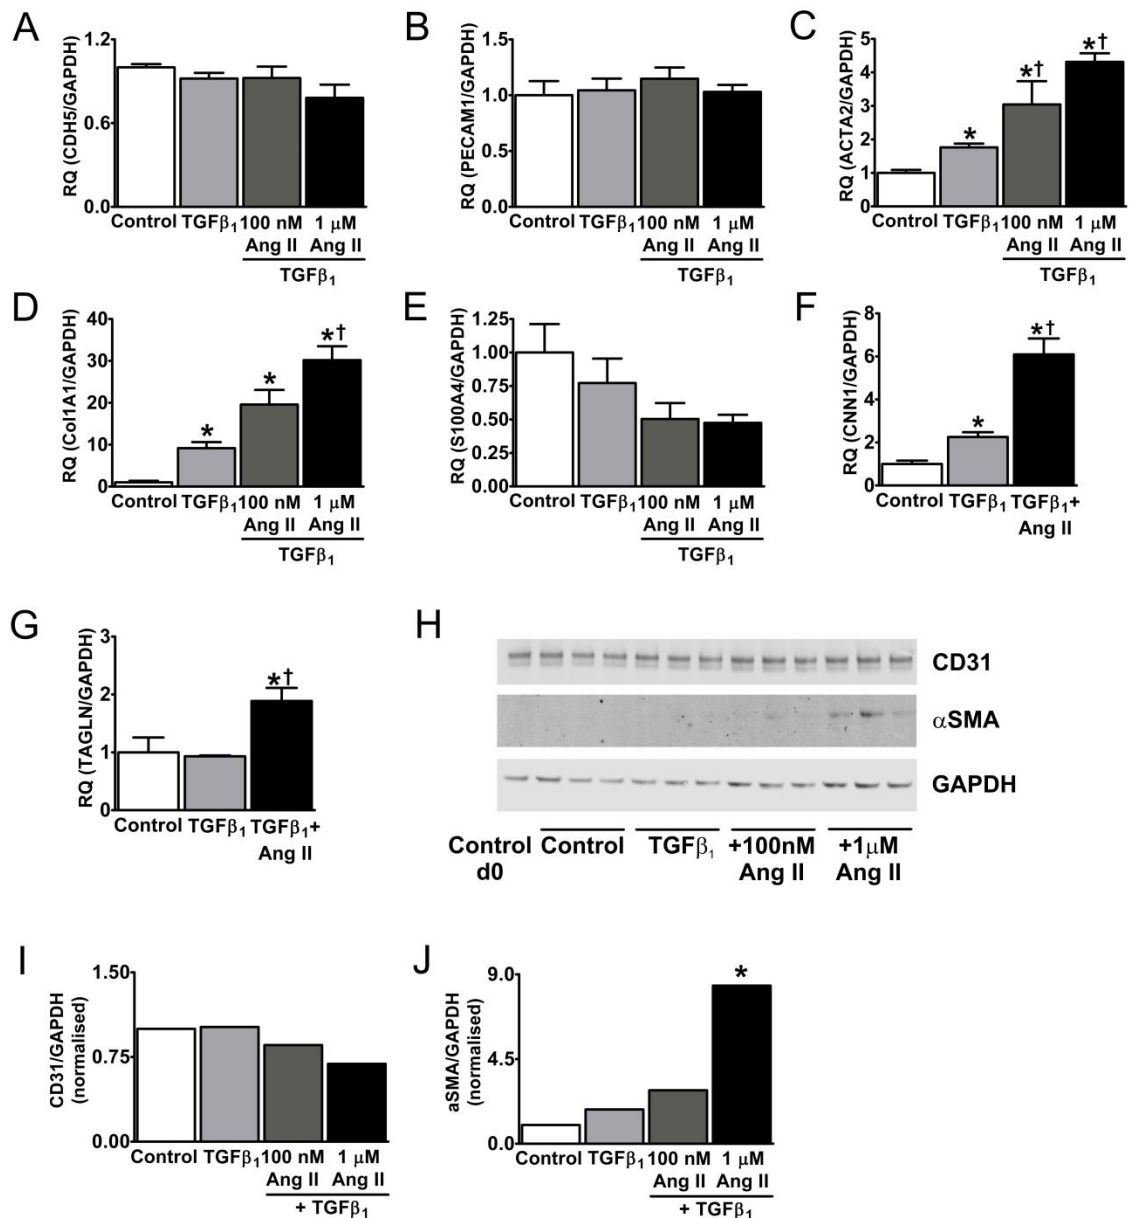 A
RQ (CDH5/GAPDH)
1.2
0.6
0.0
Control TGFβ₁ 100 nM 1 μM
Ang II Ang II
TGFβ₁
B
RQ (PECAM1/GAPDH)
1.5
1.0
0.5
0.0
Control TGFβ₁ 100 nM 1 μM
Ang II Ang II
TGFβ₁
C
RQ (ACTA2/GAPDH)
5
4
3
2
1
0
* *† *†
Control TGFβ₁ 100 nM 1 μM
Ang II Ang II
TGFβ₁
D
RQ (Col1A1/GAPDH)
40
30
20
10
0
* * *†
Control TGFβ₁ 100 nM 1 μM
Ang II Ang II
TGFβ₁
E
RQ (S100A4/GAPDH)
1.25
1.00
0.75
0.50
0.25
0.00
Control TGFβ₁ 100 nM 1 μM
Ang II Ang II
TGFβ₁
F
RQ (CNN1/GAPDH)
8
6
4
2
0
* *†
Control TGFβ₁ TGFβ₁+
Ang II
G
RQ (TAGLN/GAPDH)
3
2
1
0
*†
Control TGFβ₁ TGFβ₁+
Ang II
H
CD31
αSMA
GAPDH
Control Control TGFβ₁ +100nM +1μM
d0 Ang II Ang II
I
CD31/GAPDH
(normalised)
1.50
0.75
0.00
Control TGFβ₁ 100 nM 1 μM
Ang II Ang II
+ TGFβ₁
J
aSMA/GAPDH
(normalised)
9.0
4.5
0.0
*
Control TGFβ₁ 100 nM 1 μM
Ang II Ang II
+ TGFβ₁